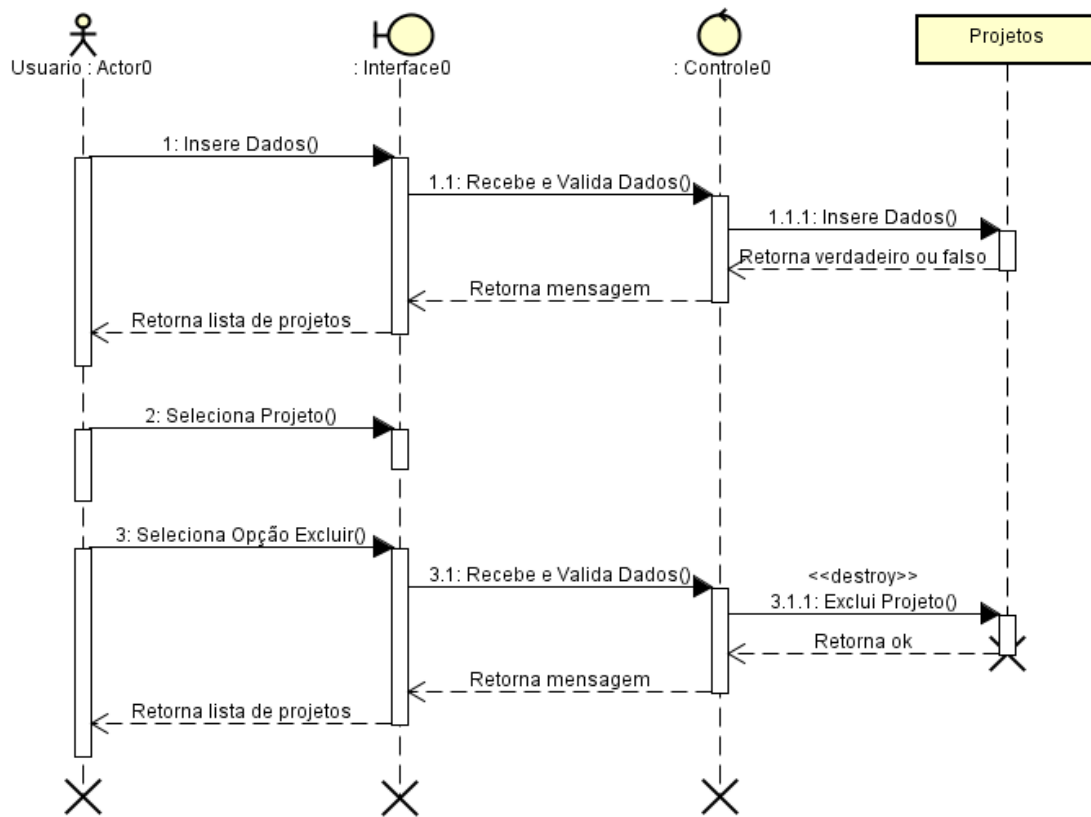 Usuario : Actor0
: Interface0
: Controle0
Projetos
1: Insere Dados()
1.1: Recebe e Valida Dados()
1.1.1: Insere Dados()
Retorna verdadeiro ou falso
Retorna mensagem
Retorna lista de projetos
2: Seleciona Projeto()
3: Seleciona Opção Excluir()
3.1: Recebe e Valida Dados()
<<destroy>>
3.1.1: Exclui Projeto()
Retorna ok
Retorna mensagem
Retorna lista de projetos